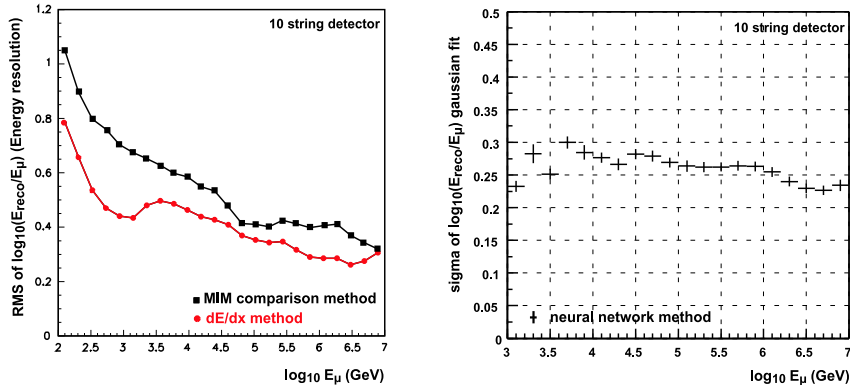 10 string detector
RMS of log10(Ereco/Eμ) (Energy resolution)
1.2
1
0.8
0.6
0.4
0.2
0
MIM comparison method
dE/dx method
2 2.5 3 3.5 4 4.5 5 5.5 6 6.5 7
log10 Eμ (GeV)
10 string detector
sigma of log10(Ereco/Eμ) gaussian fit
0.5
0.45
0.4
0.35
0.3
0.25
0.2
0.15
0.1
0.05
0
neural network method
3 3.5 4 4.5 5 5.5 6 6.5 7
log10 Eμ (GeV)